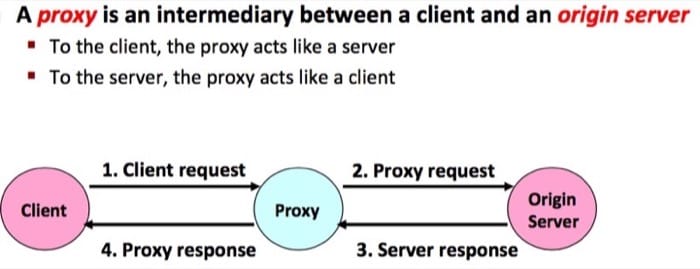 A proxy is an intermediary between a client and an origin server
▪ To the client, the proxy acts like a server
▪ To the server, the proxy acts like a client
1. Client request
2. Proxy request
Client
Proxy
Origin
Server
4. Proxy response
3. Server response